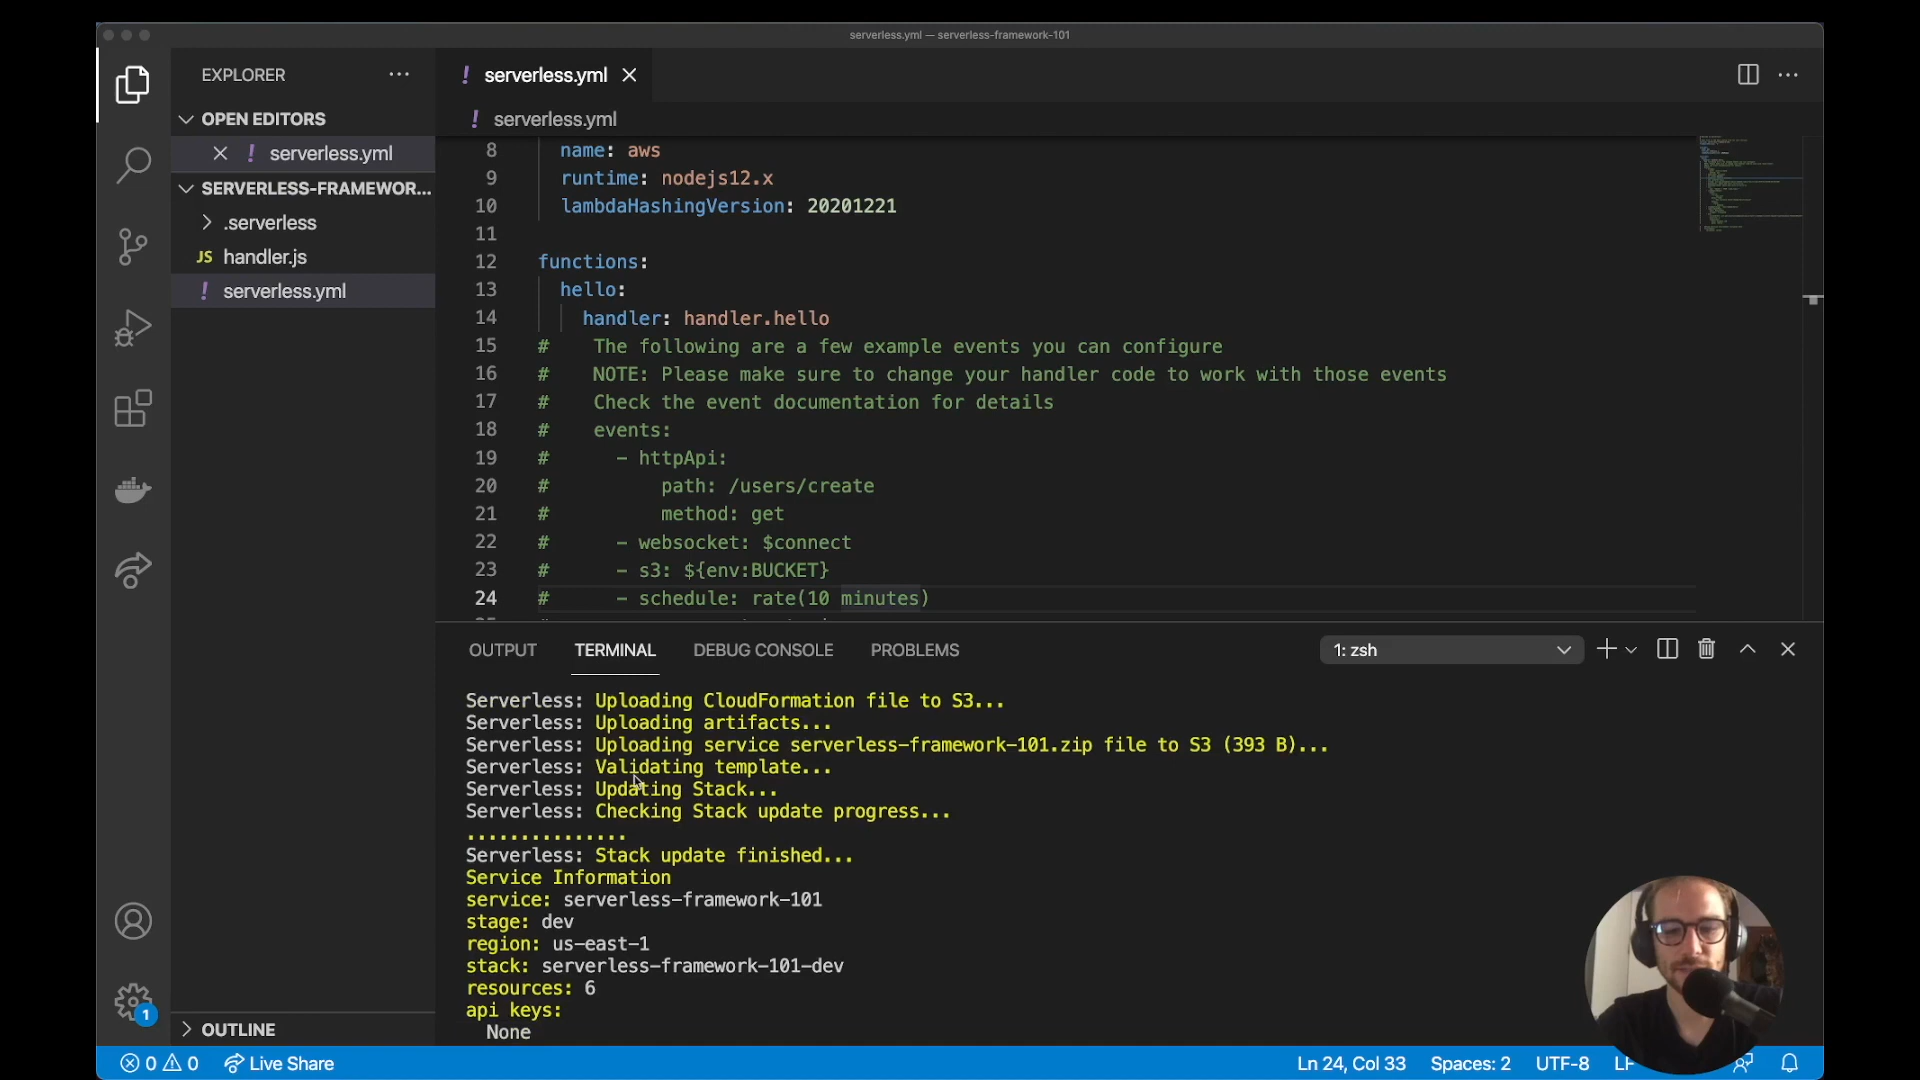 serverless.yml — serverless-framework-101
EXPLORER
OPEN EDITORS
serverless.yml
SERVERLESS-FRAMEWOR...
.serverless
JS handler.js
! serverless.yml
OUTLINE
! serverless.yml
! serverless.yml
8 name: aws
9 runtime: nodejs12.x
10 lambdaHashingVersion: 20201221
11
12 functions:
13 hello:
14 handler: handler.hello
15 # The following are a few example events you can configure
16 # NOTE: Please make sure to change your handler code to work with those events
17 # Check the event documentation for details
18 # events:
19 # - httpApi:
20 # path: /users/create
21 # method: get
22 # - websocket: $connect
23 # - s3: ${env:BUCKET}
24 # - schedule: rate(10 minutes)
OUTPUT TERMINAL DEBUG CONSOLE PROBLEMS 1: zsh
Serverless: Uploading CloudFormation file to S3...
Serverless: Uploading artifacts...
Serverless: Uploading service serverless-framework-101.zip file to S3 (393 B)...
Serverless: Validating template...
Serverless: Updating Stack...
Serverless: Checking Stack update progress...
...............
Serverless: Stack update finished...
Service Information
service: serverless-framework-101
stage: dev
region: us-east-1
stack: serverless-framework-101-dev
resources: 6
api keys:
None
1
0 0 Live Share Ln 24, Col 33 Spaces: 2 UTF-8